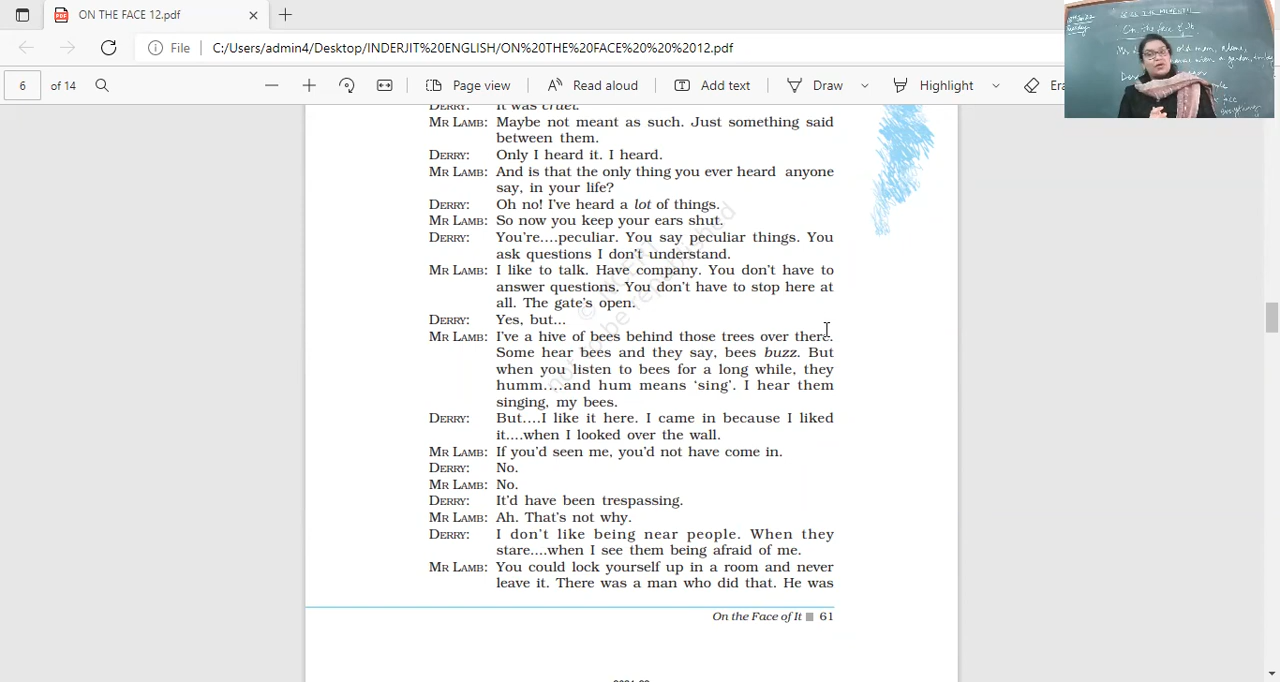 ON THE FACE 12.pdf
File C:/Users/admin4/Desktop/INDERJIT%20ENGLISH/ON%20THE%20FACE%20%20%2012.pdf
6 of 14 Page view Read aloud Add text Draw Highlight
DERRY: It was cruel.
MR LAMB: Maybe not meant as such. Just something said
between them.
DERRY: Only I heard it. I heard.
MR LAMB: And is that the only thing you ever heard anyone
say, in your life?
DERRY: Oh no! I've heard a lot of things.
MR LAMB: So now you keep your ears shut.
DERRY: You're....peculiar. You say peculiar things. You
ask questions I don't understand.
MR LAMB: I like to talk. Have company. You don't have to
answer questions. You don't have to stop here at
all. The gate's open.
DERRY: Yes, but...
MR LAMB: I've a hive of bees behind those trees over there.
Some hear bees and they say, bees buzz. But
when you listen to bees for a long while, they
humm....and hum means 'sing'. I hear them
singing, my bees.
DERRY: But....I like it here. I came in because I liked
it....when I looked over the wall.
MR LAMB: If you'd seen me, you'd not have come in.
DERRY: No.
MR LAMB: No.
DERRY: It'd have been trespassing.
MR LAMB: Ah. That's not why.
DERRY: I don't like being near people. When they
stare....when I see them being afraid of me.
MR LAMB: You could lock yourself up in a room and never
leave it. There was a man who did that. He was
On the Face of It 61
not to be republished
On the face of It